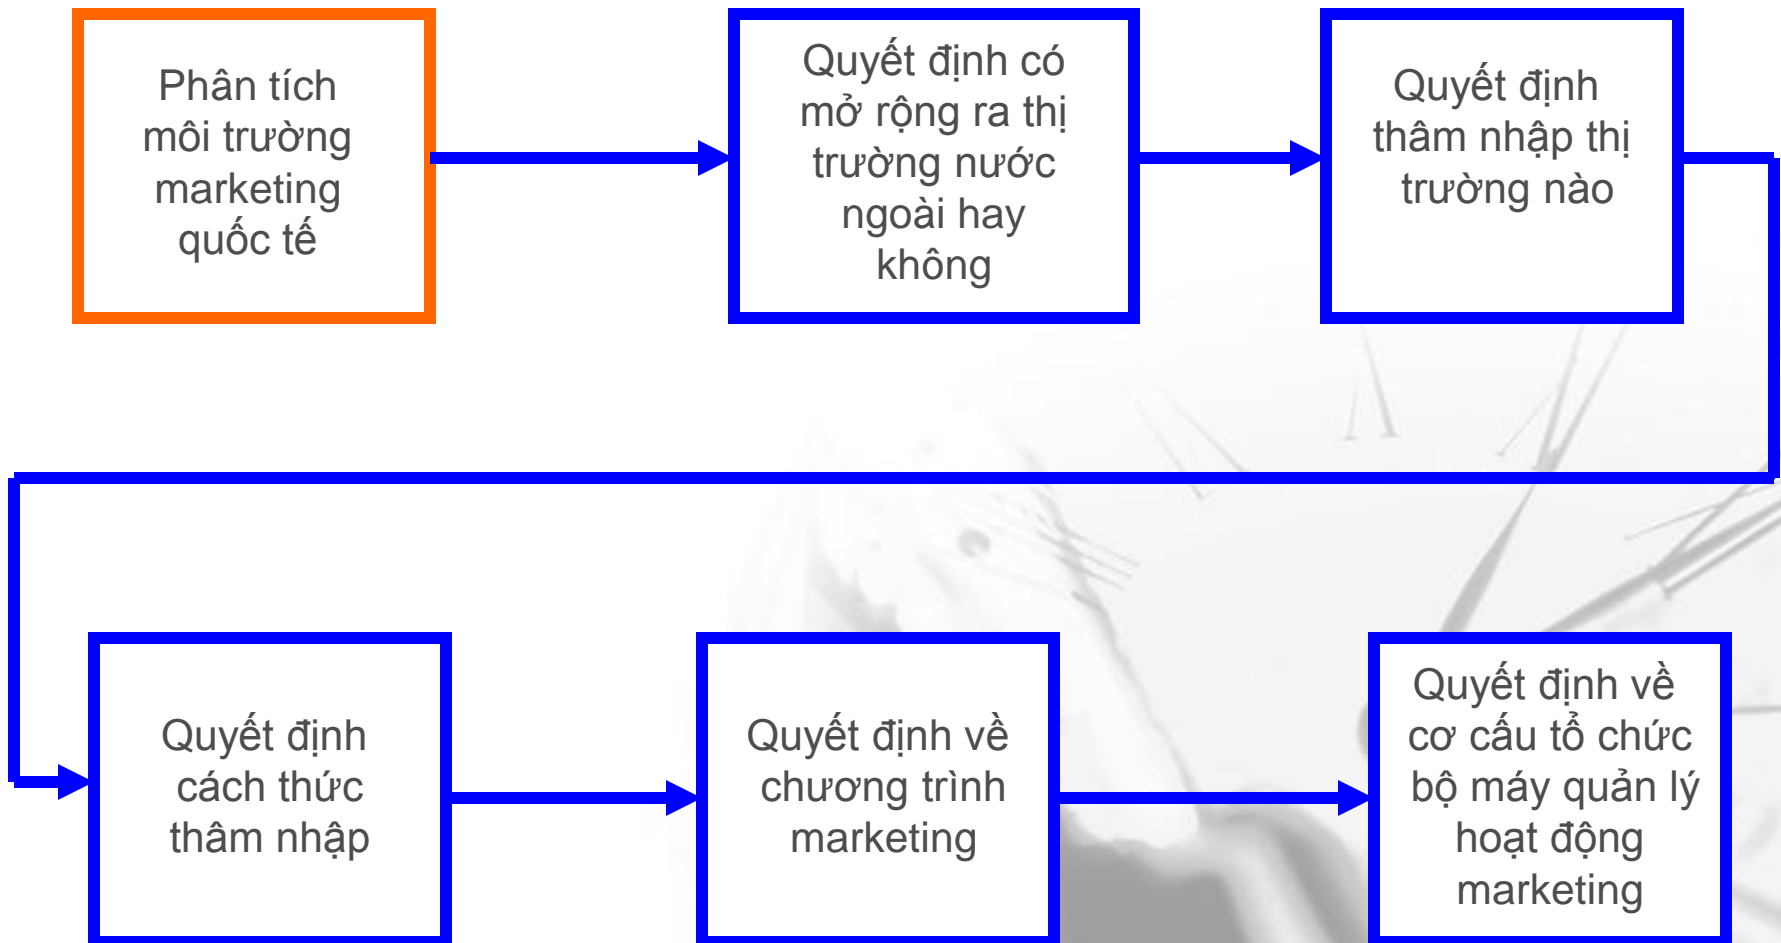 Phân tích
môi trường
marketing
quốc tế
Quyết định có
mở rộng ra thị
trường nước
ngoài hay
không
Quyết định
thâm nhập thị
trường nào
Quyết định
cách thức
thâm nhập
Quyết định về
chương trình
marketing
Quyết định về
cơ cấu tổ chức
bộ máy quản lý
hoạt động
marketing